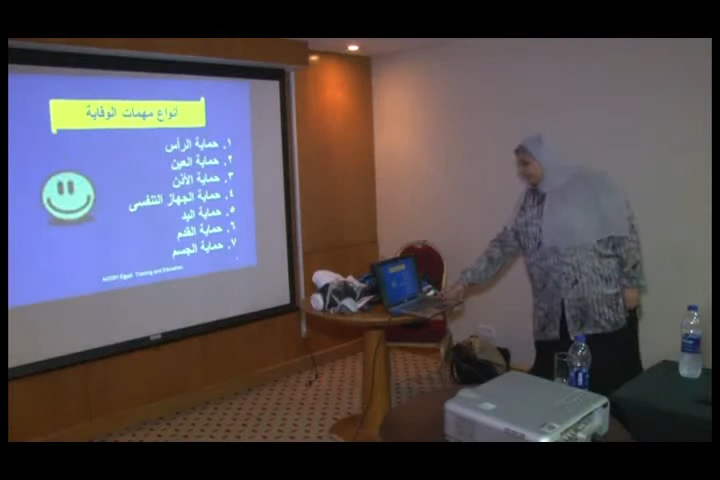 أنواع مهمات الوقاية
١. حماية الرأس
٢. حماية العين
٣. حماية الأذن
٤. حماية الجهاز التنفسى
٥. حماية اليد
٦. حماية القدم
٧. حماية الجسم
Egypt Training and Education